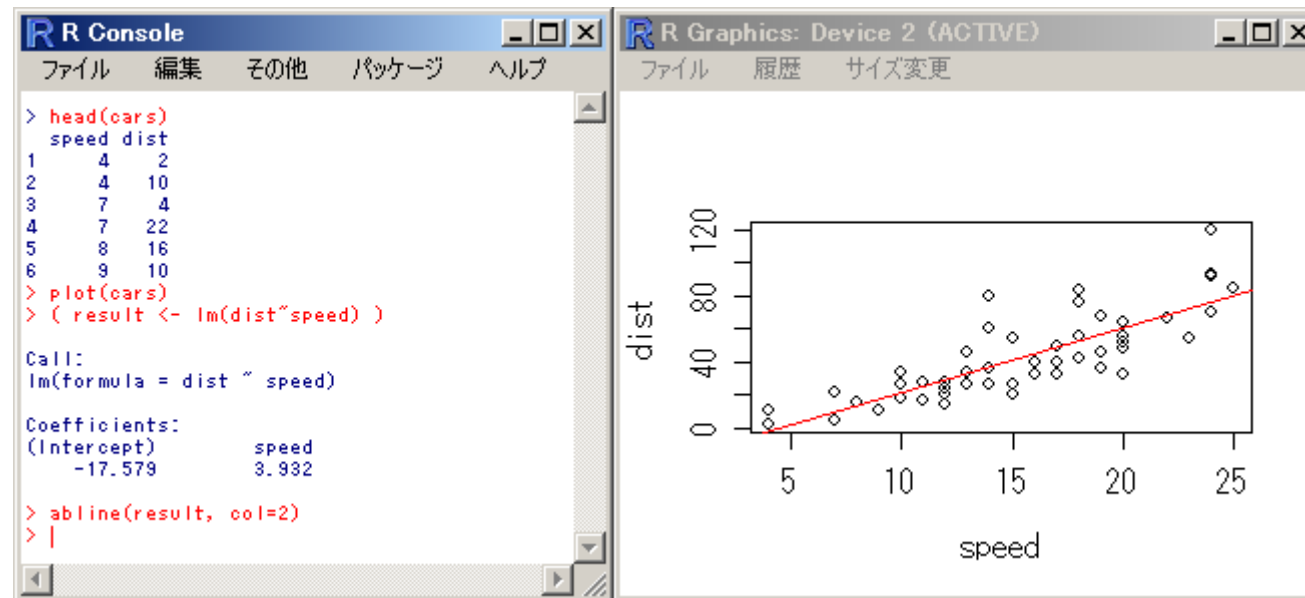 R Console
ファイル 編集 その他 パッケージ ヘルプ
> head(cars)
speed dist
1 4 2
2 4 10
3 7 4
4 7 22
5 8 16
6 9 10
> plot(cars)
> ( result <- lm(dist~speed) )
Call:
lm(formula = dist ~ speed)
Coefficients:
(Intercept) speed
-17.579 3.932
> abline(result, col=2)
>
R Graphics: Device 2 (ACTIVE)
ファイル 履歴 サイズ変更
dist
120
80
40
0
5 10 15 20 25
speed